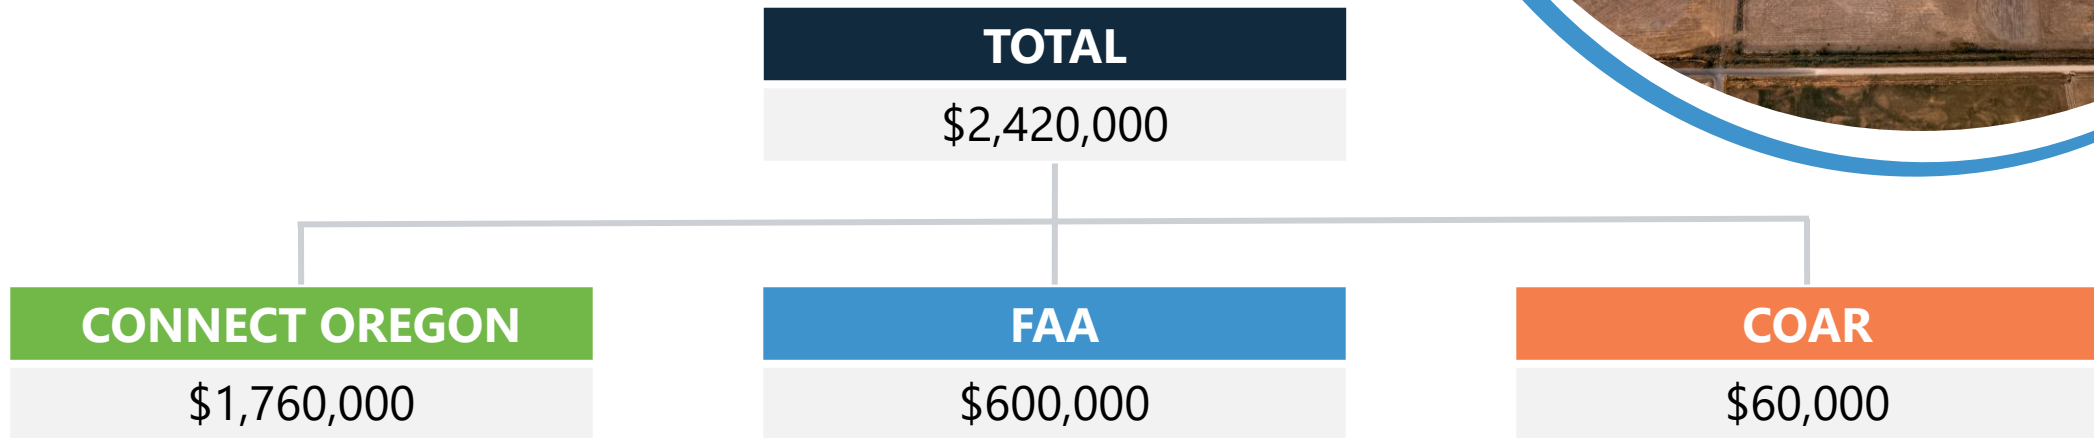 TOTAL
$2,420,000
CONNECT OREGON
$1,760,000
FAA
$600,000
COAR
$60,000